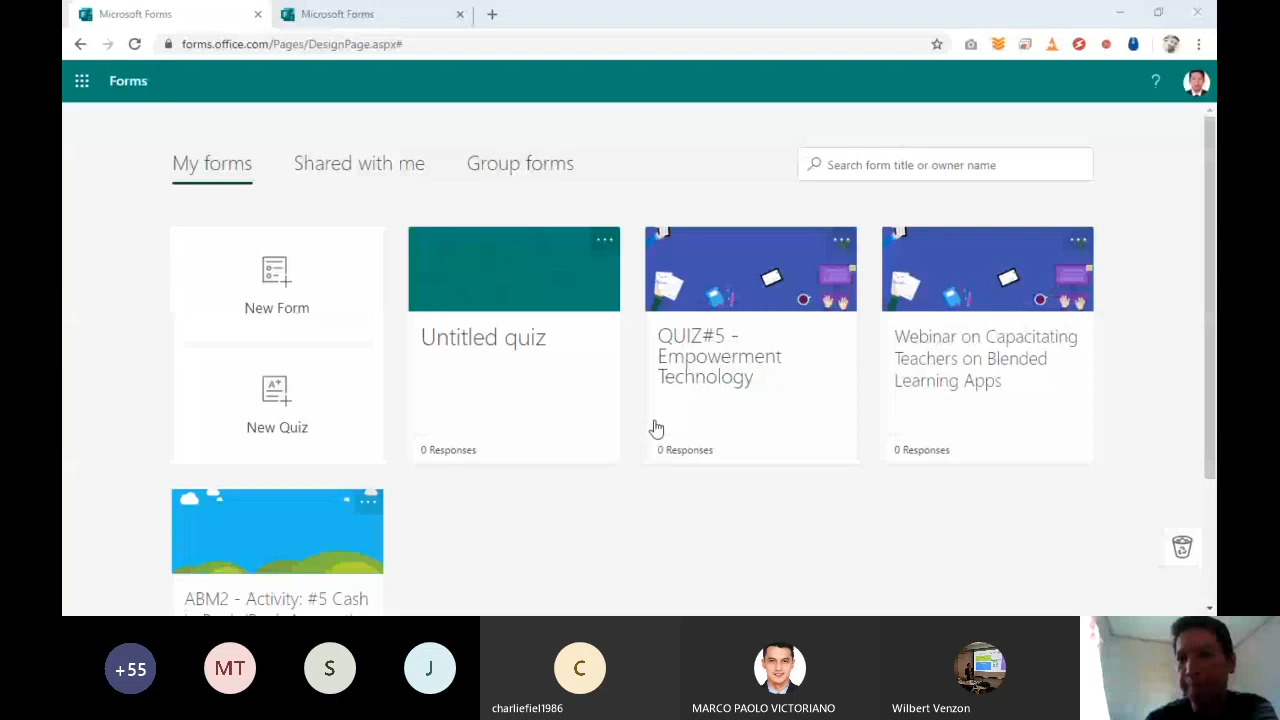 Microsoft Forms
Microsoft Forms
forms.office.com/Pages/DesignPage.aspx#
Forms
?
My forms
Shared with me
Group forms
Search form title or owner name
New Form
New Quiz
Untitled quiz
0 Responses
QUIZ#5 -
Empowerment
Technology
0 Responses
Webinar on Capacitating
Teachers on Blended
Learning Apps
0 Responses
ABM2 - Activity: #5 Cash
+55
MT
S
J
C
charliefiel1986
MARCO PAOLO VICTORIANO
Wilbert Venzon